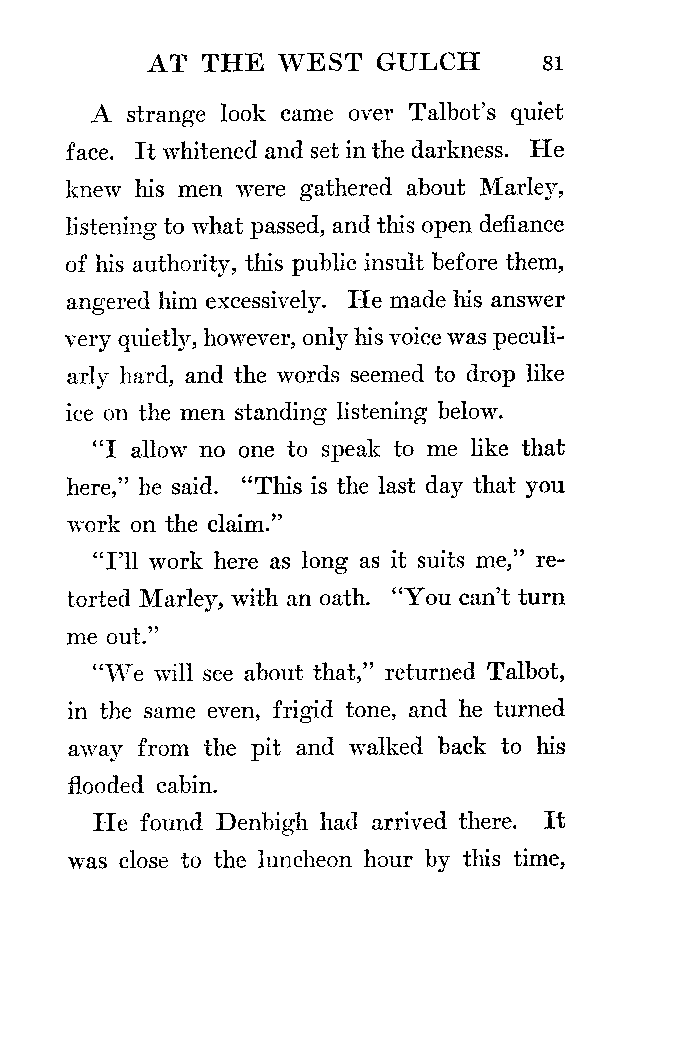 AT THE WEST GULCH 81
A strange look came over Talbot's quiet
face. It whitened and set in the darkness. He
knew his men were gathered about Marley,
listening to what passed, and this open defiance
of his authority, this public insult before them,
angered him excessively. He made his answer
very quietly, however, only his voice was peculi-
arly hard, and the words seemed to drop like
ice on the men standing listening below.
"I allow no one to speak to me like that
here," he said. "This is the last day that you
work on the claim."
"I'll work here as long as it suits me," re-
torted Marley, with an oath. "You can't turn
me out."
"We will see about that," returned Talbot,
in the same even, frigid tone, and he turned
away from the pit and walked back to his
flooded cabin.
He found Denbigh had arrived there. It
was close to the luncheon hour by this time,